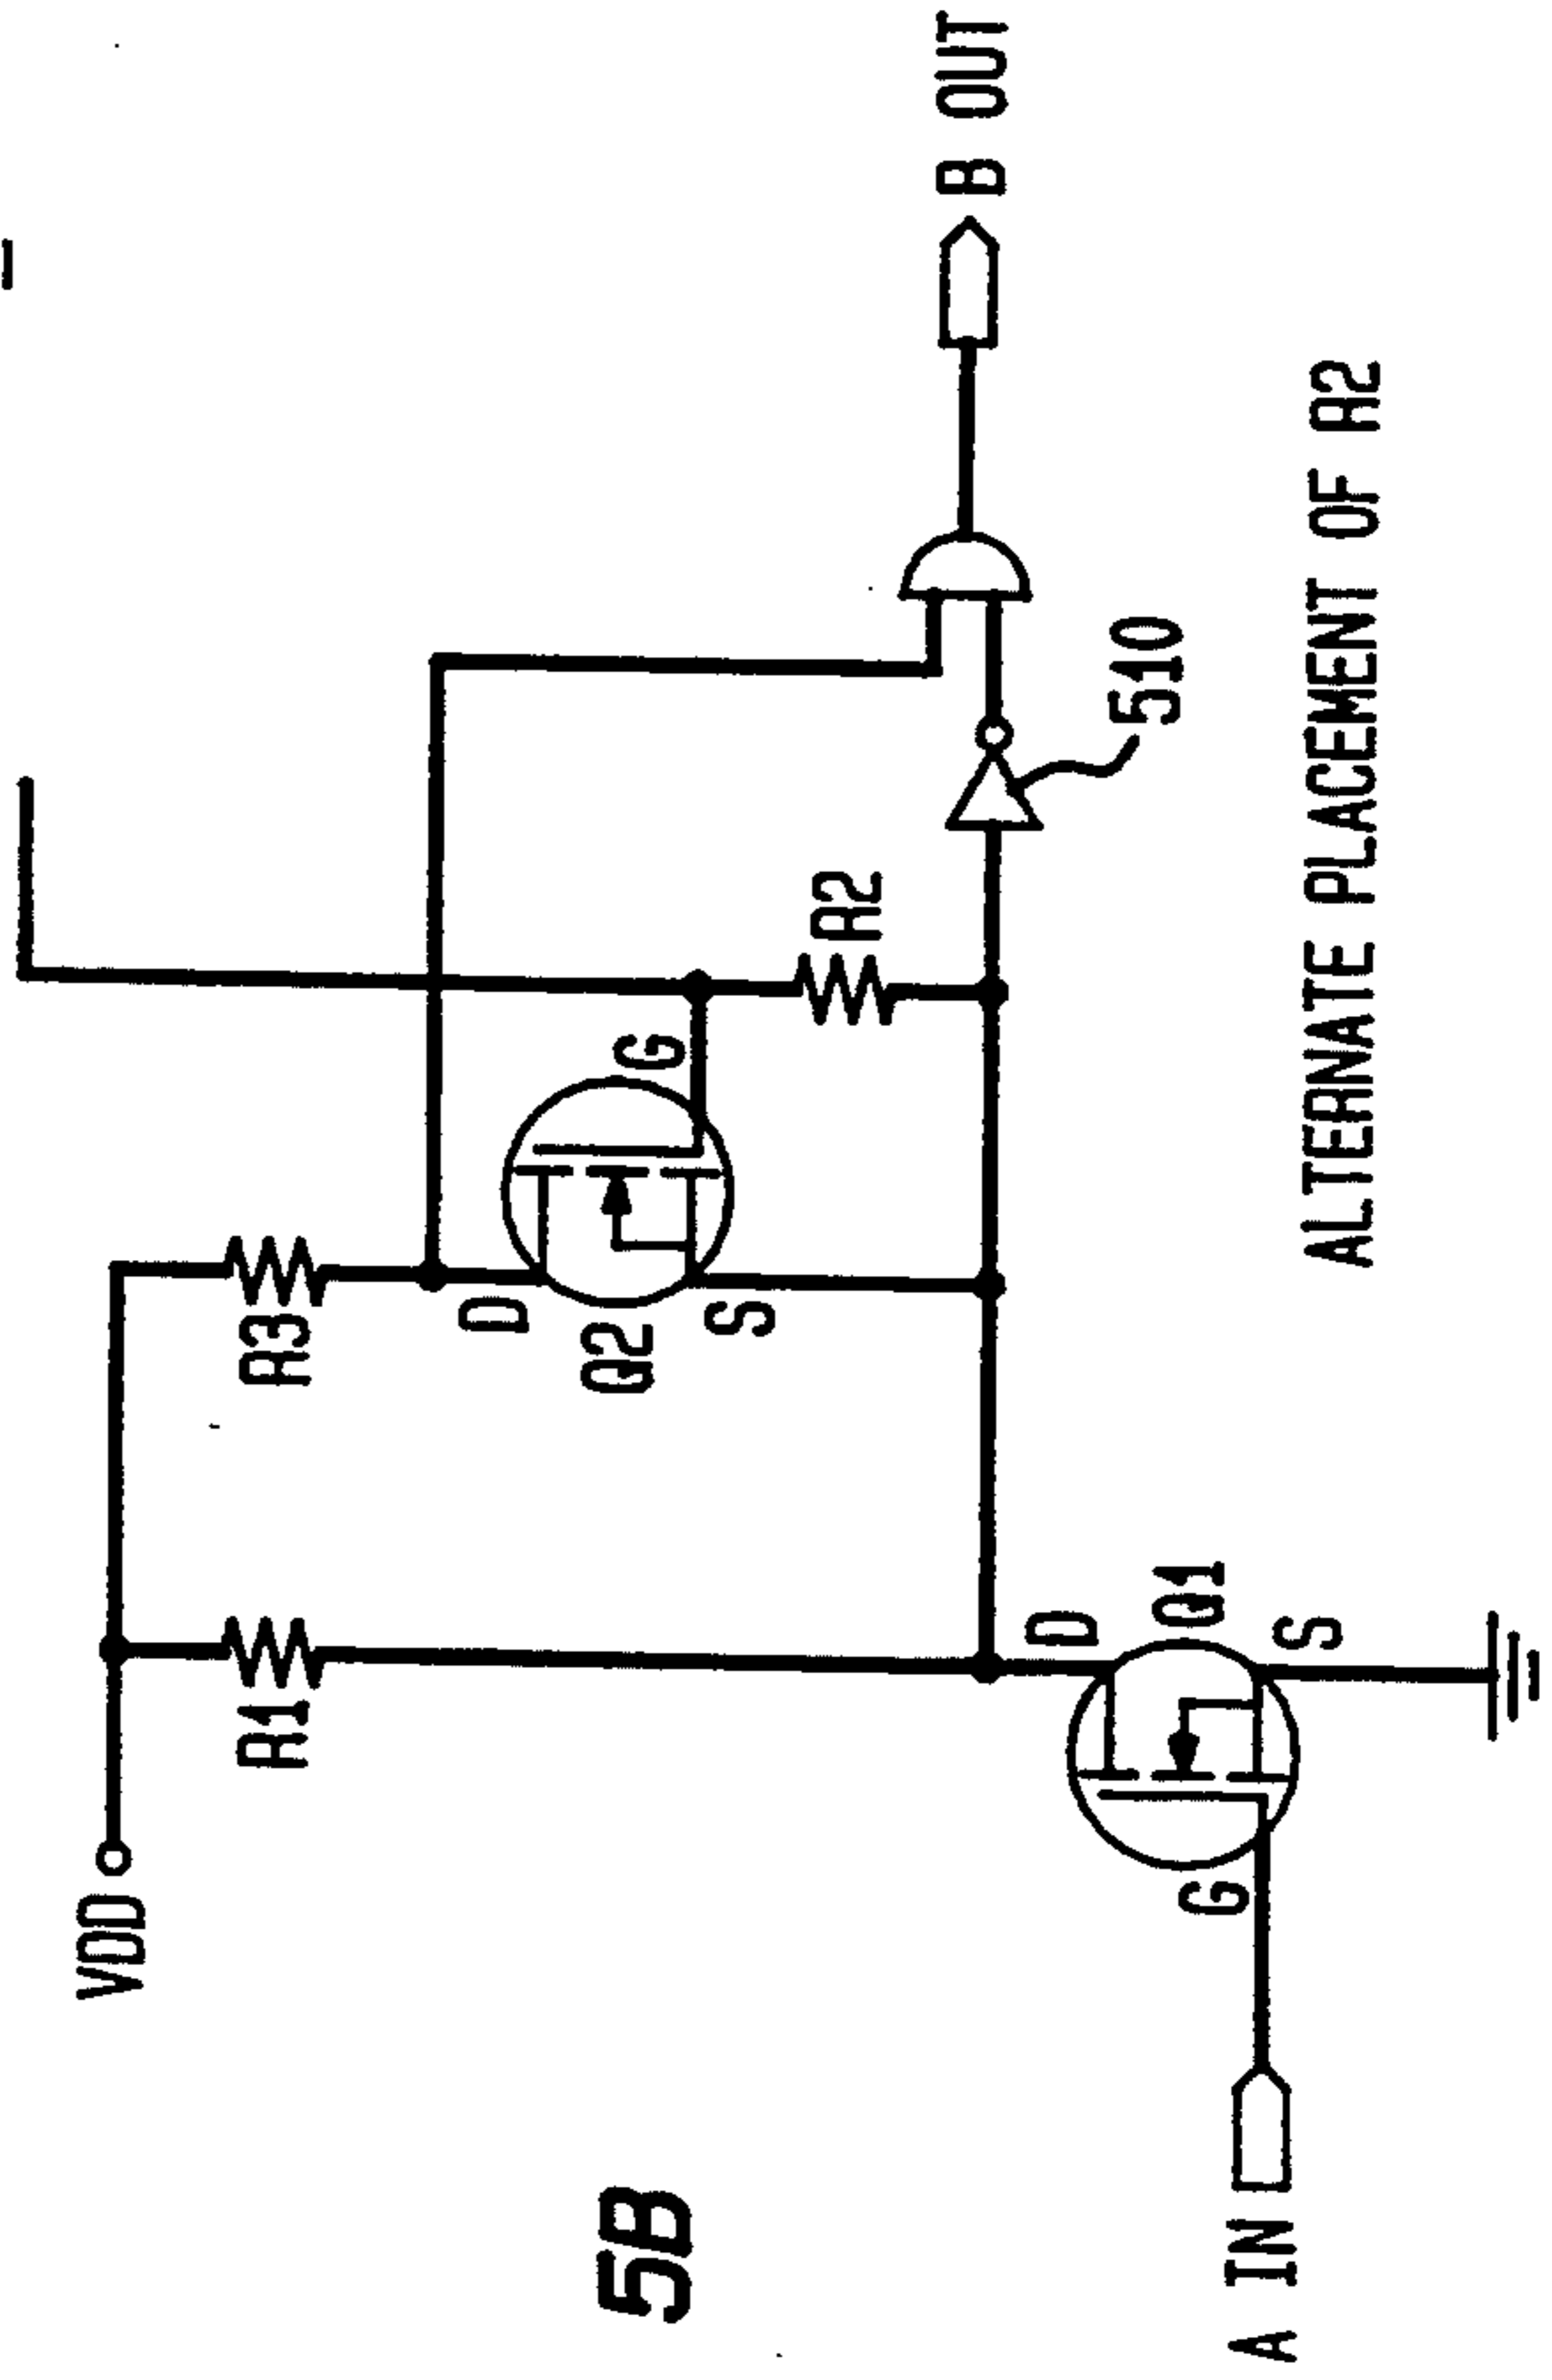 5B
VDD
R1
R3
D
Q2
S
G
R2
510
B OUT
D
Q1
S
G
A IN
ALTERNATE PLACEMENT OF R2